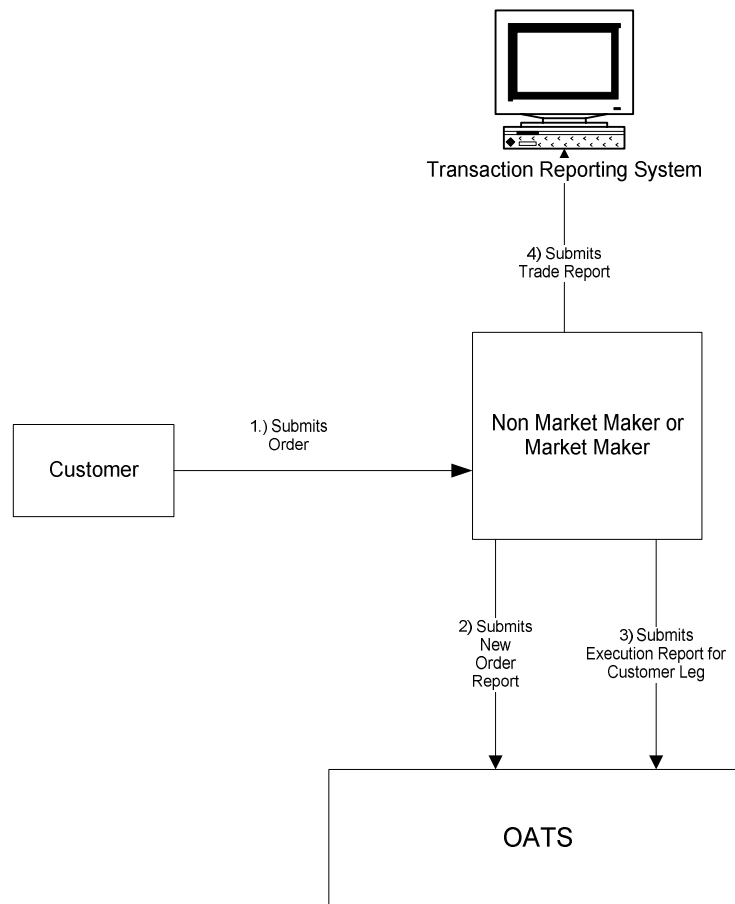 Transaction Reporting System
4) Submits
Trade Report
Non Market Maker or
Market Maker
1.) Submits
Order
Customer
2) Submits
New
Order
Report
3) Submits
Execution Report for
Customer Leg
OATS